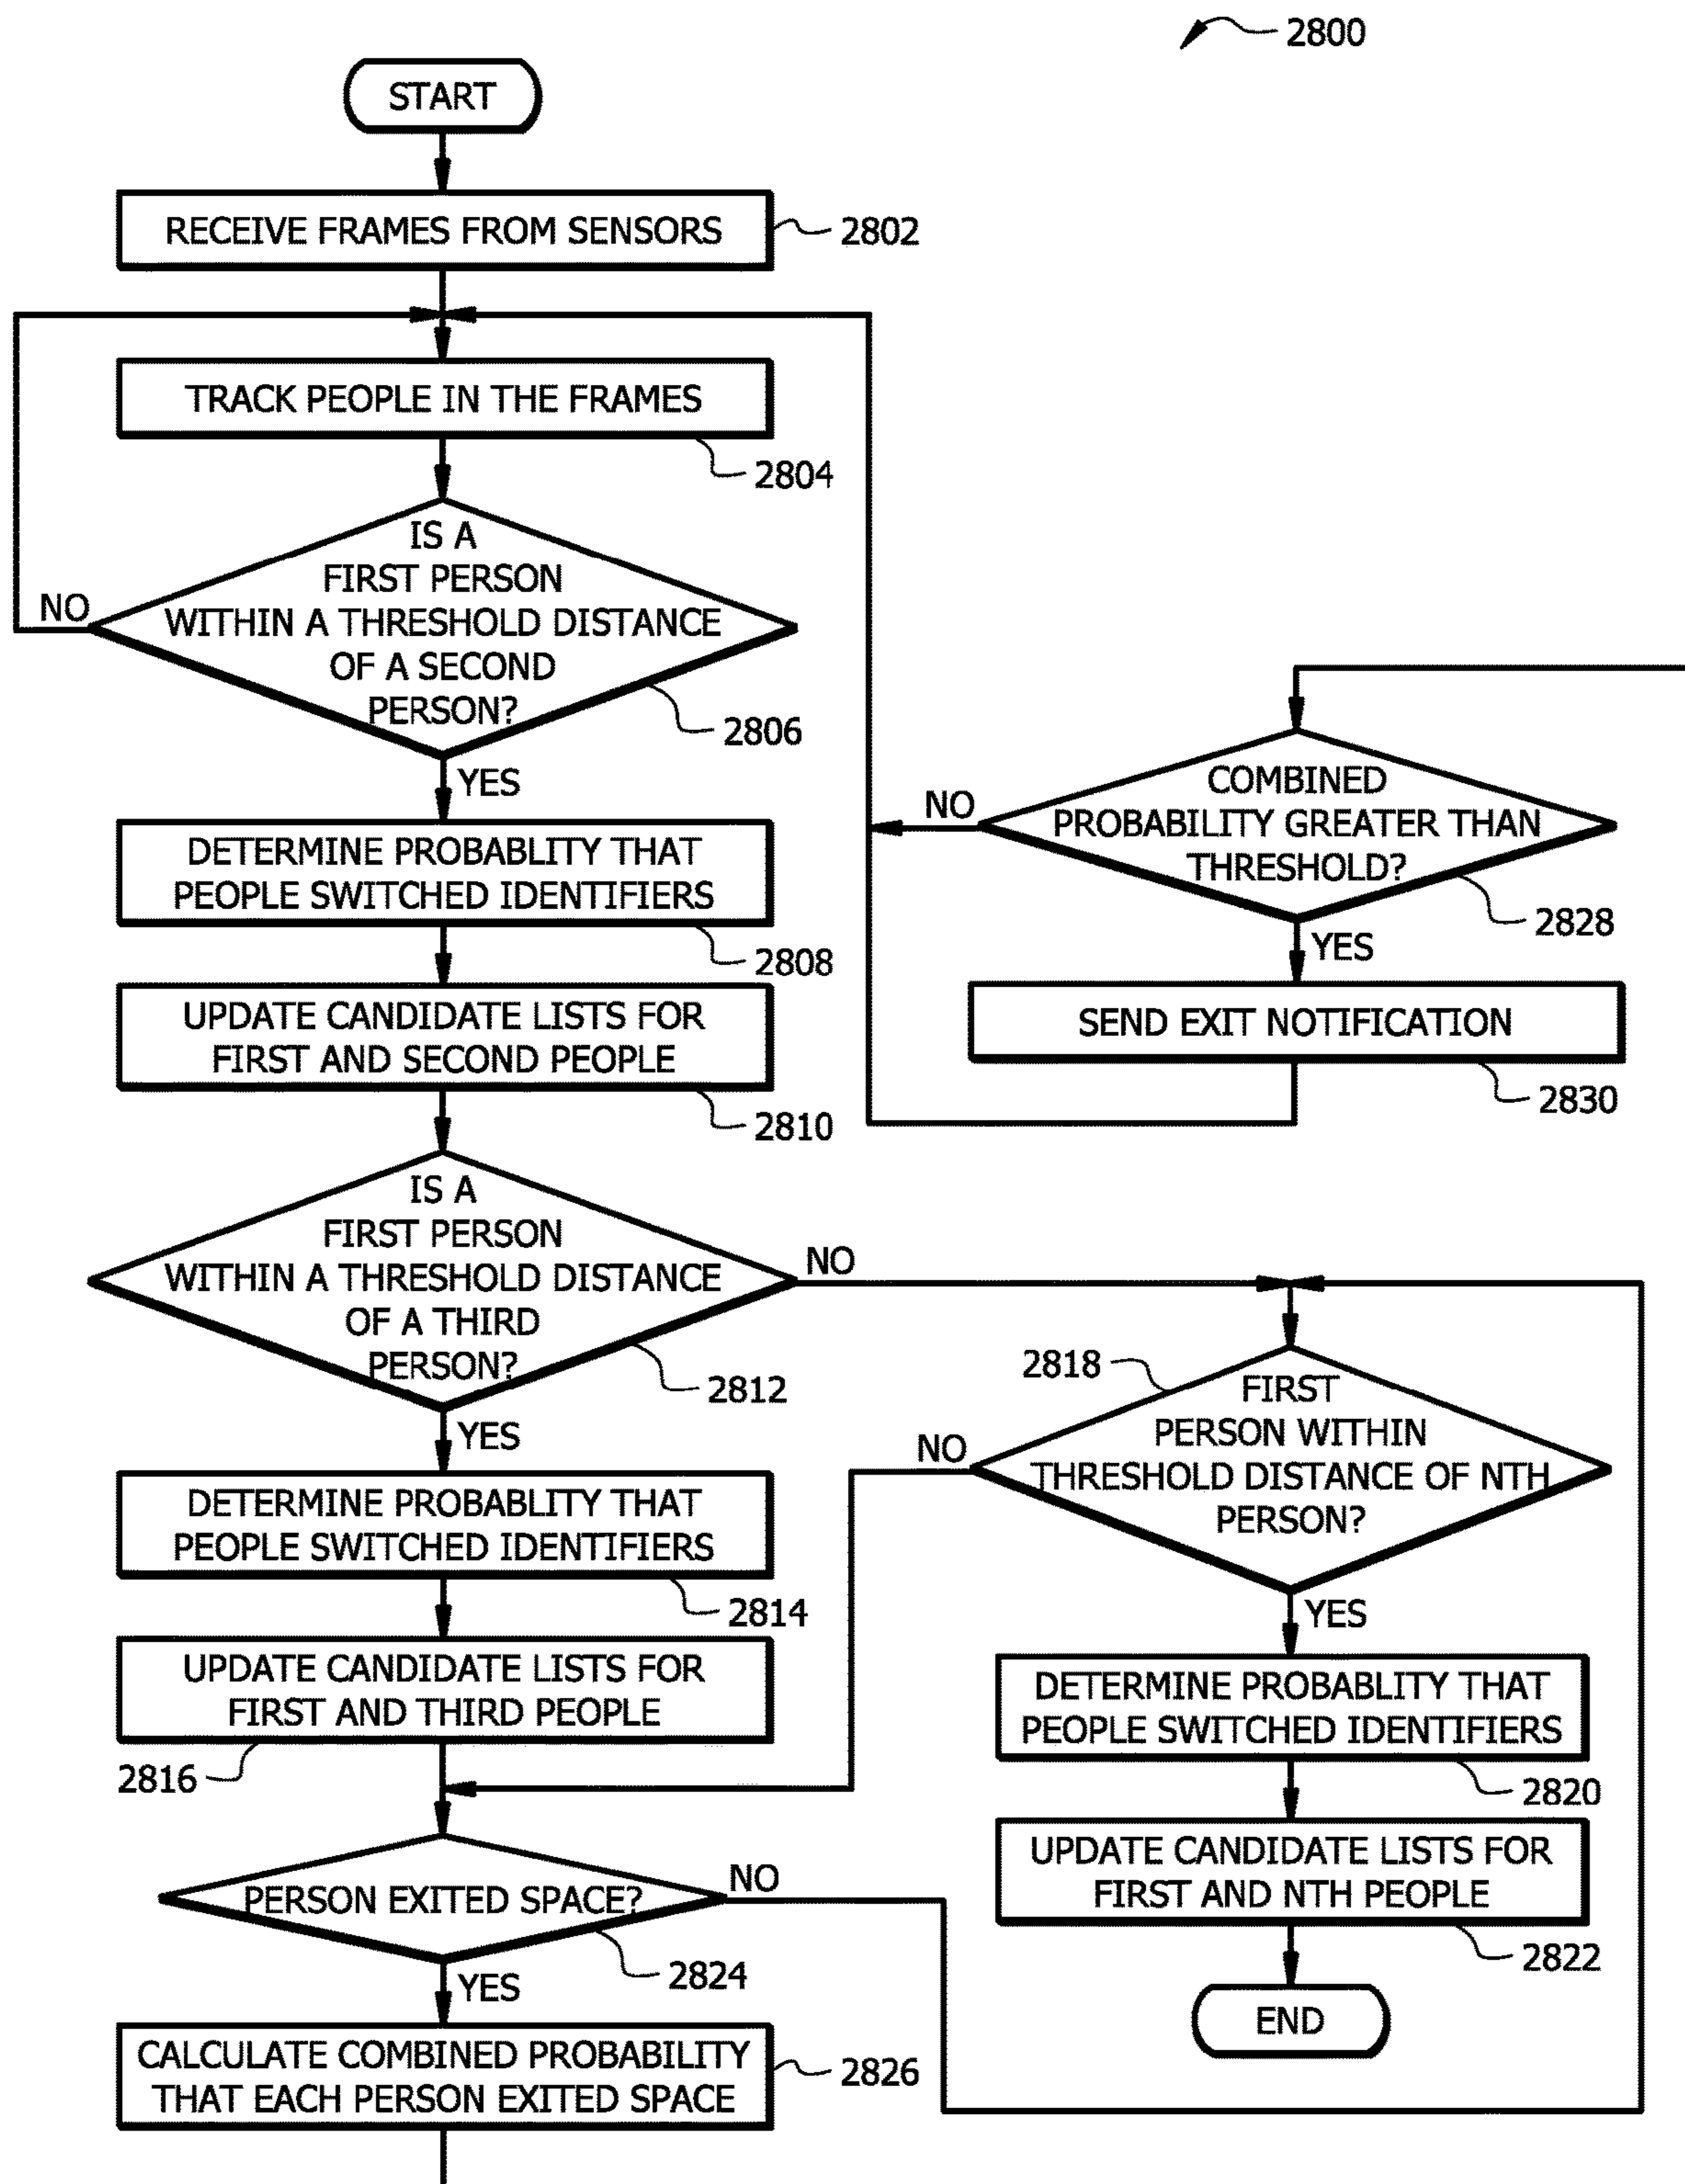 2800
START
RECEIVE FRAMES FROM SENSORS
2802
TRACK PEOPLE IN THE FRAMES
2804
IS A
FIRST PERSON
WITHIN A THRESHOLD DISTANCE
OF A SECOND
PERSON?
NO
2806
YES
DETERMINE PROBABLITY THAT
PEOPLE SWITCHED IDENTIFIERS
2808
UPDATE CANDIDATE LISTS FOR
FIRST AND SECOND PEOPLE
2810
COMBINED
PROBABILITY GREATER THAN
THRESHOLD?
NO
2828
YES
SEND EXIT NOTIFICATION
2830
IS A
FIRST PERSON
WITHIN A THRESHOLD DISTANCE
OF A THIRD
PERSON?
NO
2812
YES
DETERMINE PROBABLITY THAT
PEOPLE SWITCHED IDENTIFIERS
2814
UPDATE CANDIDATE LISTS FOR
FIRST AND THIRD PEOPLE
2816
2818
FIRST
PERSON WITHIN
THRESHOLD DISTANCE OF NTH
PERSON?
NO
YES
DETERMINE PROBABLITY THAT
PEOPLE SWITCHED IDENTIFIERS
2820
UPDATE CANDIDATE LISTS FOR
FIRST AND NTH PEOPLE
2822
END
PERSON EXITED SPACE?
NO
2824
YES
CALCULATE COMBINED PROBABILITY
THAT EACH PERSON EXITED SPACE
2826